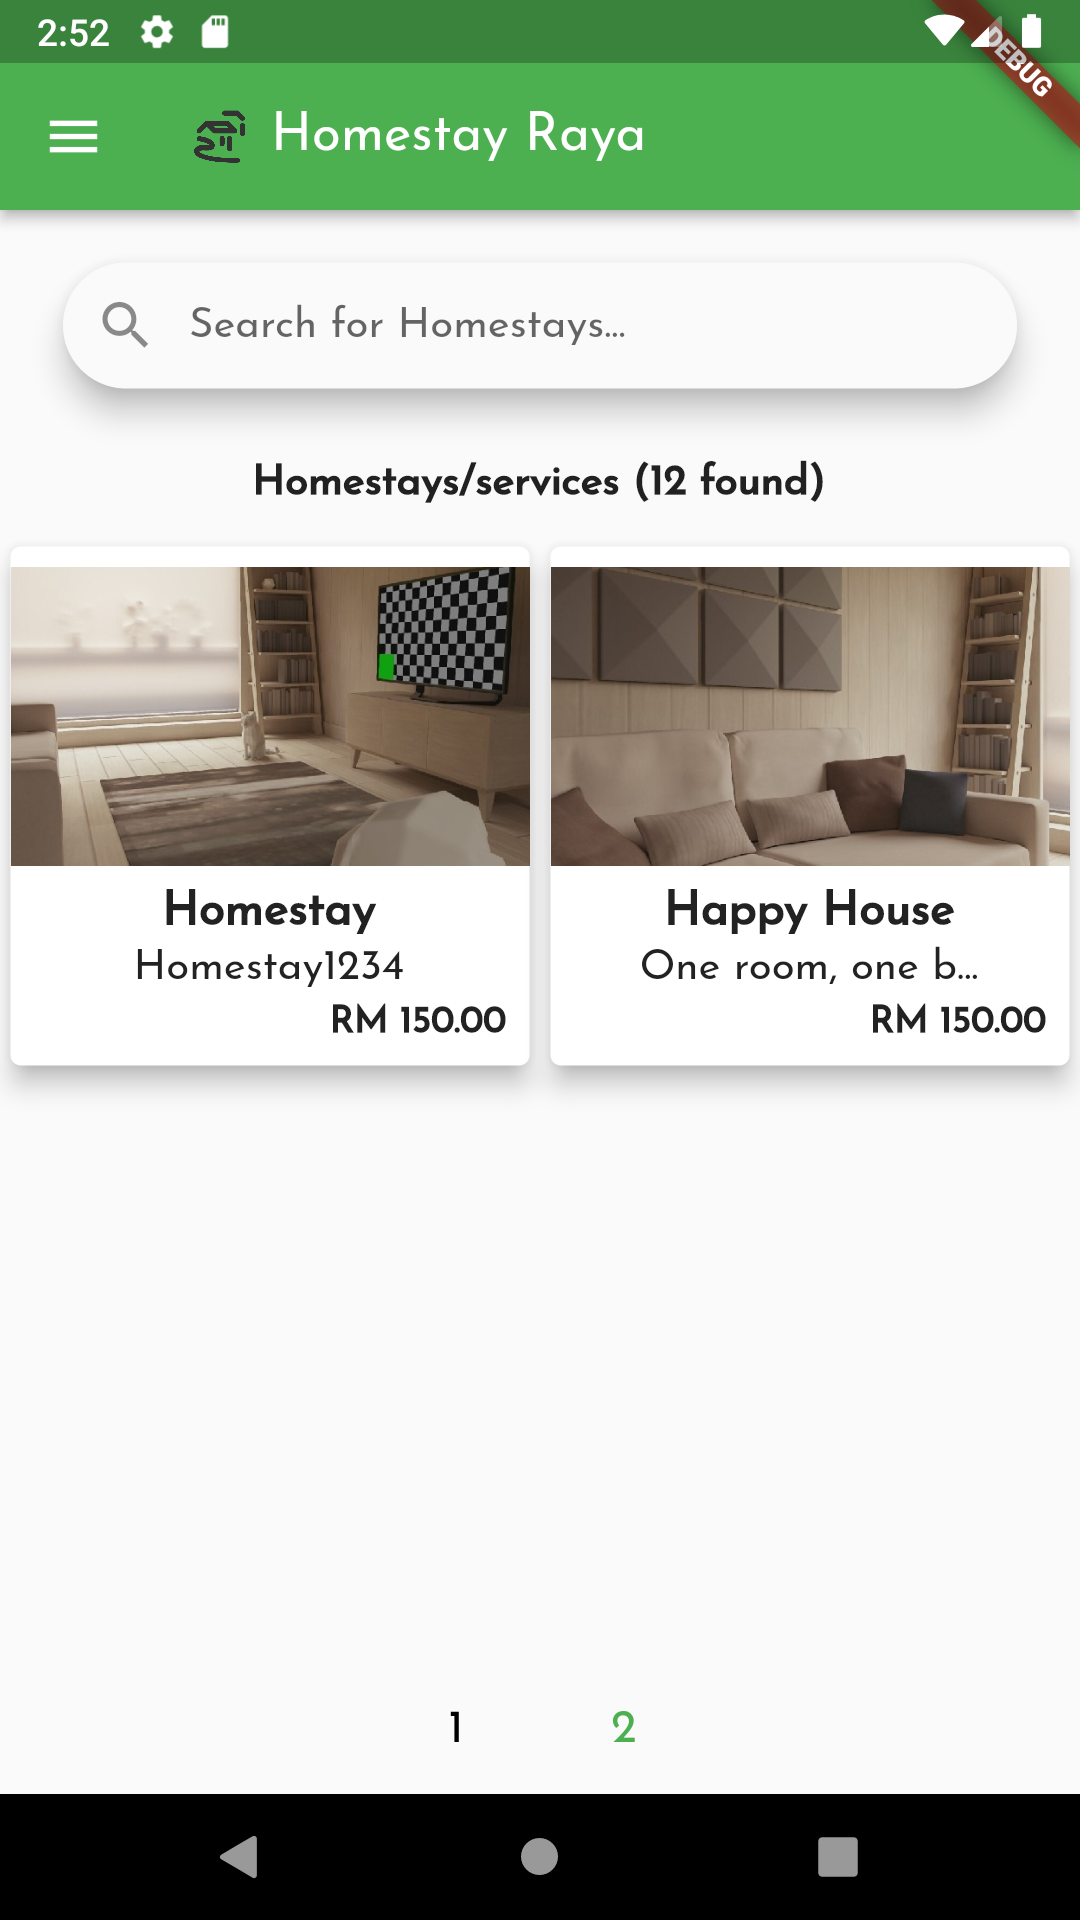 2:52
DEBUG
Homestay Raya
Search for Homestays...
Homestays/services (12 found)
Homestay
Homestay1234
RM 150.00
Happy House
One room, one b...
RM 150.00
1 2